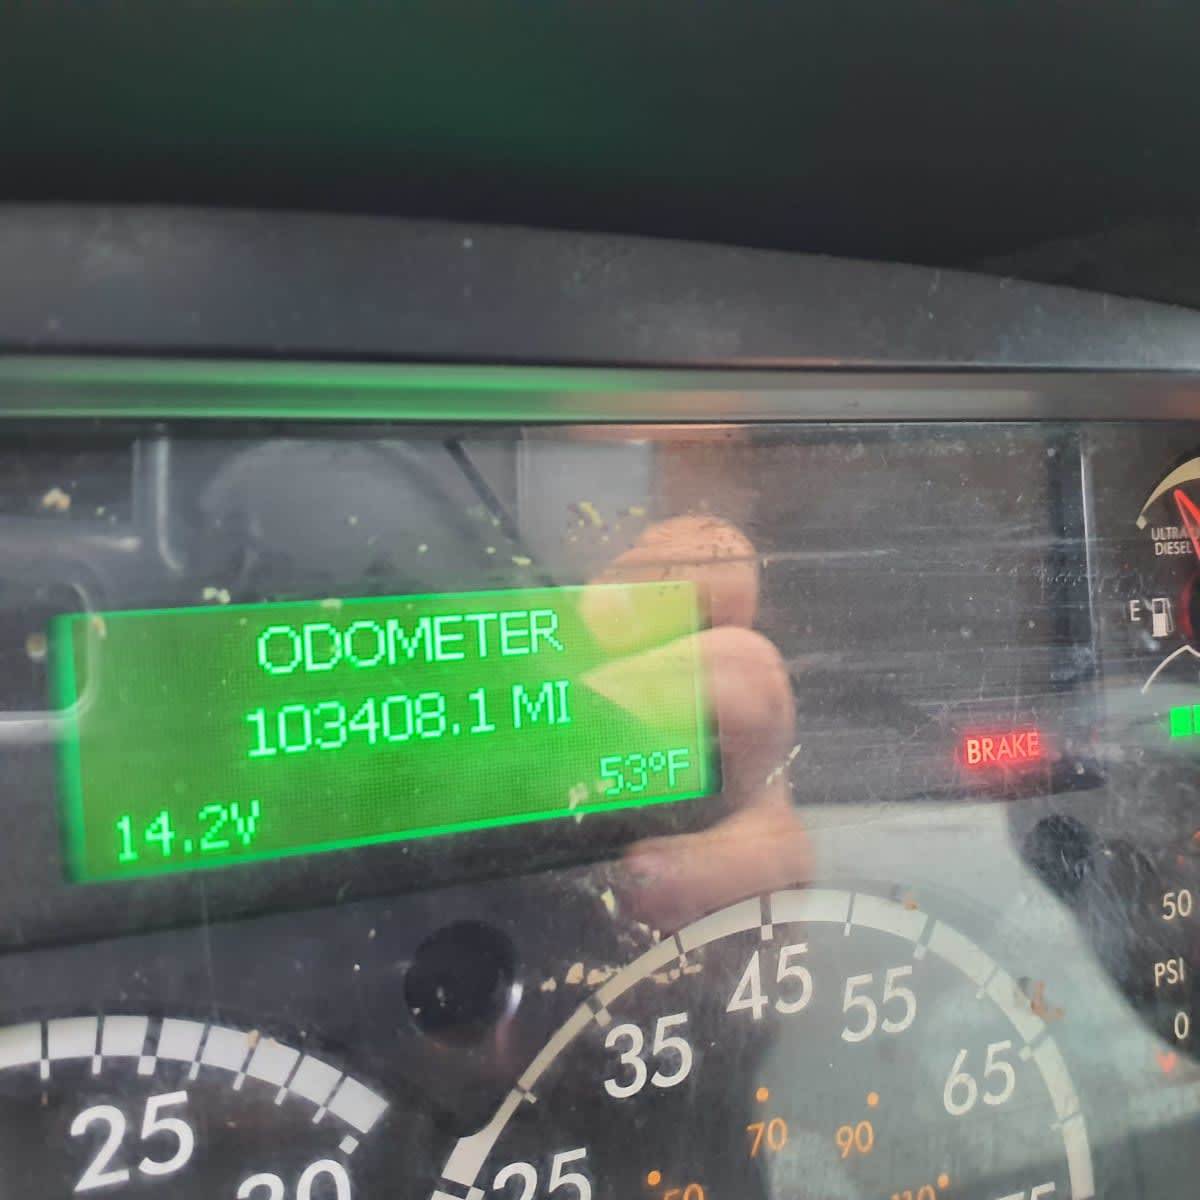 ODOMETER
103408.1 MI
53°F
14.2V
ULTRA
DIESEL
E
BRAKE
50
PSI
0
45
55
35
65
25
70
90
25
50